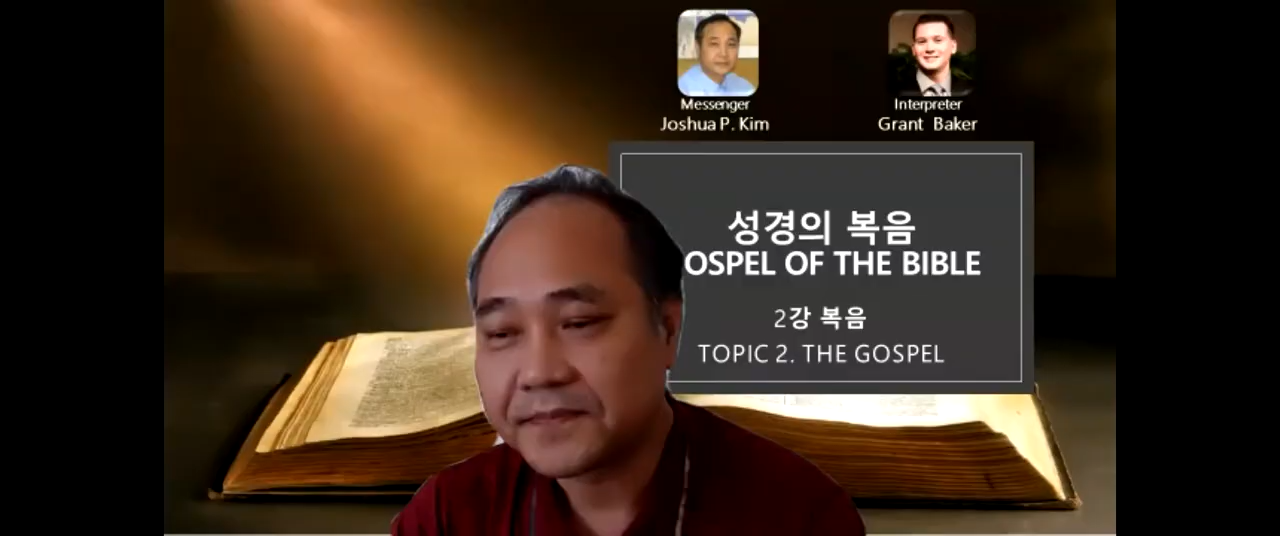 Messenger
Joshua P. Kim
Interpreter
Grant Baker
성경의 복음
OSPEL OF THE BIBLE
2강 복음
TOPIC 2. THE GOSPEL